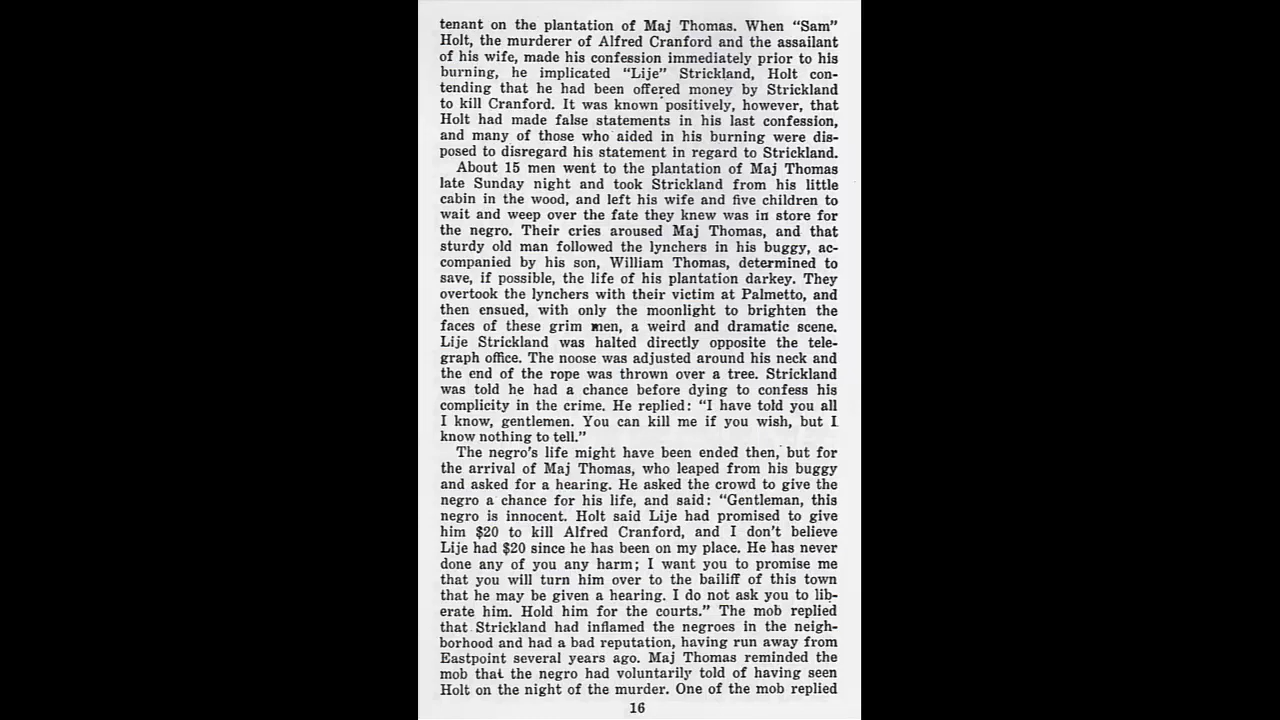 tenant on the plantation of Maj Thomas. When “Sam”
Holt, the murderer of Alfred Cranford and the assailant
of his wife, made his confession immediately prior to his
burning, he implicated “Lije” Strickland, Holt con-
tending that he had been offered money by Strickland
to kill Cranford. It was known positively, however, that
Holt had made false statements in his last confession,
and many of those who aided in his burning were dis-
posed to disregard his statement in regard to Strickland.
About 15 men went to the plantation of Maj Thomas
late Sunday night and took Strickland from his little
cabin in the wood, and left his wife and five children to
wait and weep over the fate they knew was in store for
the negro. Their cries aroused Maj Thomas, and that
sturdy old man followed the lynchers in his buggy, ac-
companied by his son, William Thomas, determined to
save, if possible, the life of his plantation darkey. They
overtook the lynchers with their victim at Palmetto, and
then ensued, with only the moonlight to brighten the
faces of these grim men, a weird and dramatic scene.
Lije Strickland was halted directly opposite the tele-
graph office. The noose was adjusted around his neck and
the end of the rope was thrown over a tree. Strickland
was told he had a chance before dying to confess his
complicity in the crime. He replied: “I have told you all
I know, gentlemen. You can kill me if you wish, but I
know nothing to tell.”
The negro's life might have been ended then, but for
the arrival of Maj Thomas, who leaped from his buggy
and asked for a hearing. He asked the crowd to give the
negro a chance for his life, and said: “Gentleman, this
negro is innocent. Holt said Lije had promised to give
him $20 to kill Alfred Cranford, and I don't believe
Lije had $20 since he has been on my place. He has never
done any of you any harm; I want you to promise me
that you will turn him over to the bailiff of this town
that he may be given a hearing. I do not ask you to lib-
erate him. Hold him for the courts.” The mob replied
that Strickland had inflamed the negroes in the neigh-
borhood and had a bad reputation, having run away from
Eastpoint several years ago. Maj Thomas reminded the
mob that the negro had voluntarily told of having seen
Holt on the night of the murder. One of the mob replied
16